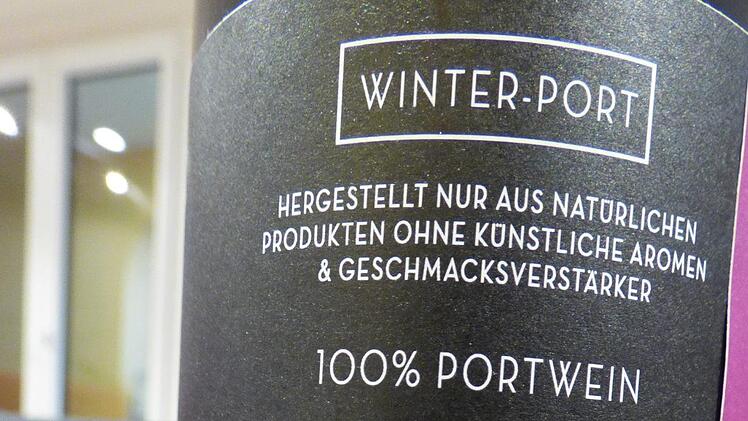 WINTER-PORT
HERGESTELLT NUR AUS NATÜRLICHEN
PRODUKTEN OHNE KÜNSTLICHE AROMEN
& GESCHMACKSVERSTÄRKER
100% PORTWEIN